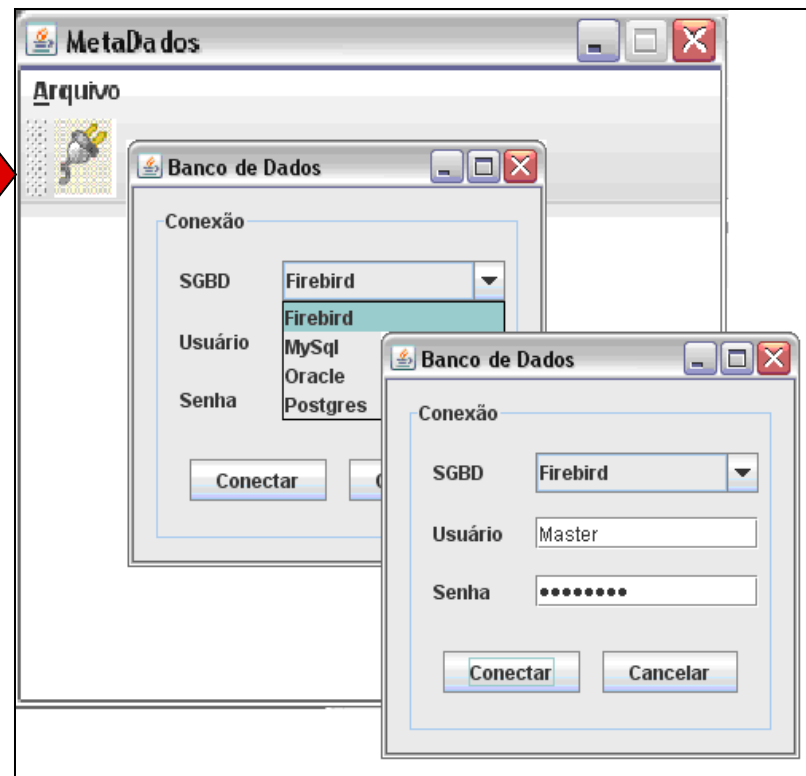 MetaDados
Arquivo
Banco de Dados
Conexão
SGBD Firebird
Firebird
Usuário MySql
Oracle
Senha Postgres
Conectar
Banco de Dados
Conexão
SGBD Firebird
Usuário Master
Senha ••••••••
Conectar Cancelar